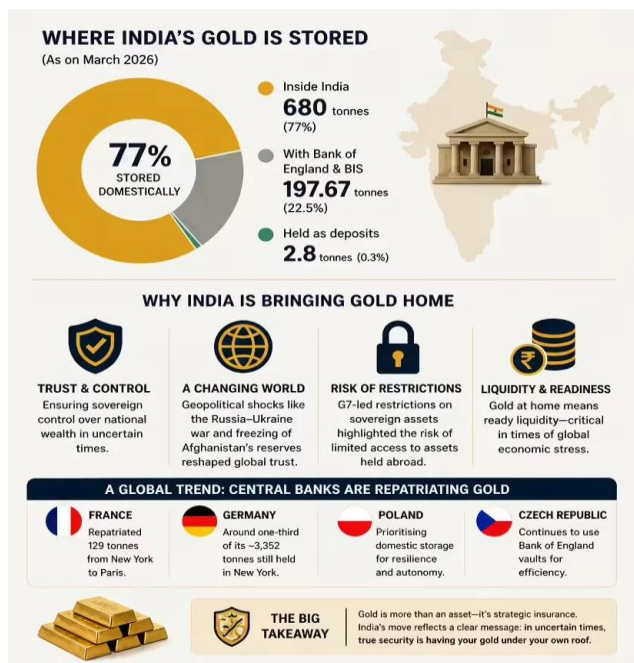 WHERE INDIA'S GOLD IS STORED
(As on March 2026)
77%
STORED
DOMESTICALLY
Inside India
680 tonnes
(77%)
With Bank of
England & BIS
197.67 tonnes
(22.5%)
Held as deposits
2.8 tonnes (0.3%)
WHY INDIA IS BRINGING GOLD HOME
TRUST & CONTROL
Ensuring sovereign
control over national
wealth in uncertain
times.
A CHANGING WORLD
Geopolitical shocks like
the Russia–Ukraine
war and freezing of
Afghanistan's reserves
reshaped global trust.
RISK OF RESTRICTIONS
G7-led restrictions on
sovereign assets
highlighted the risk of
limited access to assets
held abroad.
₹
LIQUIDITY & READINESS
Gold at home means
ready liquidity—critical
in times of global
economic stress.
A GLOBAL TREND: CENTRAL BANKS ARE REPATRIATING GOLD
FRANCE
Repatriated
129 tonnes
from New York
to Paris.
GERMANY
Around one-third
of its ~3,352
tonnes still held
in New York.
POLAND
Prioritising
domestic storage
for resilience
and autonomy.
CZECH REPUBLIC
Continues to use
Bank of England
vaults for
efficiency.
THE BIG
TAKEAWAY
Gold is more than an asset—it's strategic insurance.
India's move reflects a clear message: in uncertain times,
true security is having your gold under your own roof.